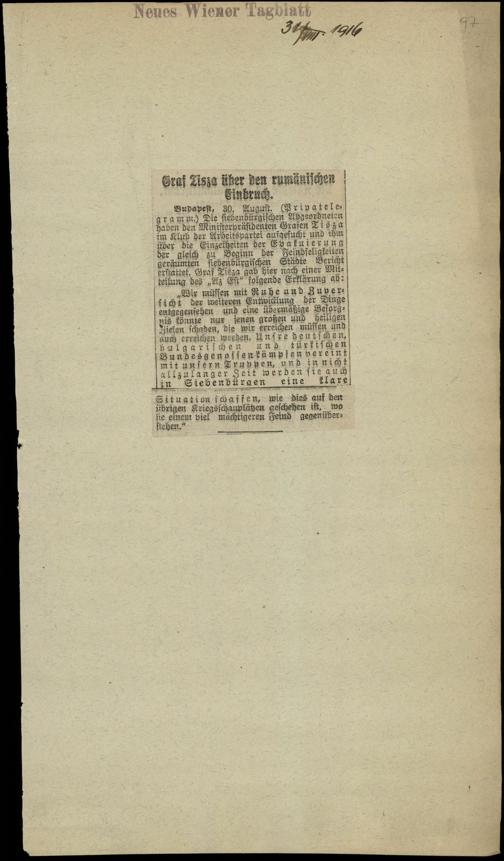 Neues Wiener Tagblatt
31/VIII. 1916
97
Graf Tisza über den rumänischen
Einbruch.
Budapest, 30. August. (Privattele-
gramm.) Die siebenbürgischen Abgeordneten
haben den Ministerpräsidenten Grafen Tisza
im Klub der Arbeitspartei aufgesucht und ihm
über die Einzelheiten der Evakuierung
der gleich zu Beginn der Feindseligkeiten
geräumten siebenbürgischen Städte Bericht
erstattet. Graf Tisza gab hier nach einer Mit-
teilung des „Az Est" folgende Erklärung ab:
„Wir müssen mit Ruhe und Zuver-
sicht der weiteren Entwicklung der Dinge
entgegensehen und eine übermäßige Besorg-
nis könnte nur jenen großen und heiligen
Zielen schaden, die wir erreichen müssen und
auch erreichen werden. Unsre deutschen,
bulgarischen und türkischen
Bundesgenossen kämpfen vereint
mit unsern Truppen, und in nicht
allzulanger Zeit werden sie auch
in Siebenbürgen eine klare
Situation schaffen, wie dies auf den
übrigen Kriegsschauplätzen geschehen ist, wo
sie einem viel mächtigeren Feind gegenüber-
stehen."